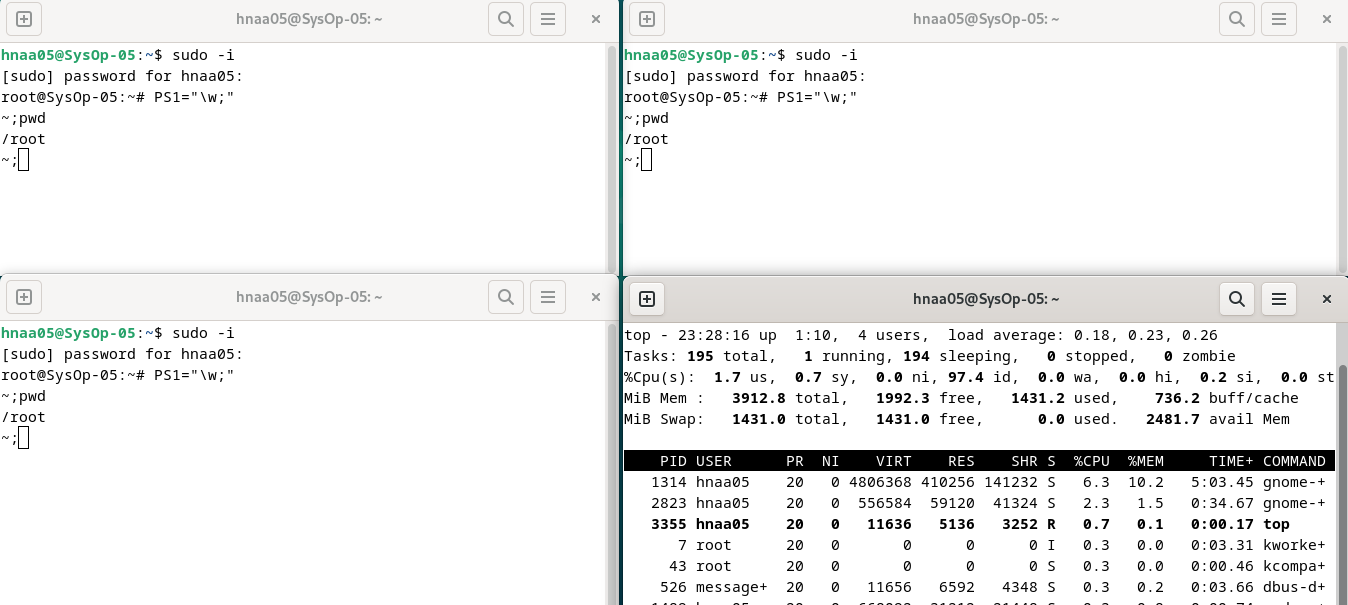 hnaa05@SysOp-05: ~
hnaa05@SysOp-05:~$ sudo -i
[sudo] password for hnaa05:
root@SysOp-05:~# PS1="\w;"
~;pwd
/root
~;
hnaa05@SysOp-05: ~
hnaa05@SysOp-05:~$ sudo -i
[sudo] password for hnaa05:
root@SysOp-05:~# PS1="\w;"
~;pwd
/root
~;
hnaa05@SysOp-05: ~
hnaa05@SysOp-05:~$ sudo -i
[sudo] password for hnaa05:
root@SysOp-05:~# PS1="\w;"
~;pwd
/root
~;
hnaa05@SysOp-05: ~
top - 23:28:16 up  1:10,  4 users,  load average: 0.18, 0.23, 0.26
Tasks: 195 total,   1 running, 194 sleeping,   0 stopped,   0 zombie
%Cpu(s):  1.7 us,  0.7 sy,  0.0 ni, 97.4 id,  0.0 wa,  0.0 hi,  0.2 si,  0.0 st
MiB Mem :   3912.8 total,   1992.3 free,   1431.2 used,    736.2 buff/cache
MiB Swap:   1431.0 total,   1431.0 free,      0.0 used.   2481.7 avail Mem
PID USER      PR  NI    VIRT    RES    SHR S  %CPU  %MEM     TIME+ COMMAND
1314 hnaa05    20   0 4806368 410256 141232 S   6.3  10.2   5:03.45 gnome-+
2823 hnaa05    20   0  556584  59120  41324 S   2.3   1.5   0:34.67 gnome-+
3355 hnaa05    20   0   11636   5136   3252 R   0.7   0.1   0:00.17 top
7 root      20   0       0      0      0 I   0.3   0.0   0:03.31 kworke+
43 root      20   0       0      0      0 S   0.3   0.0   0:00.46 kcompa+
526 message+  20   0   11656   6592   4348 S   0.3   0.2   0:03.66 dbus-d+